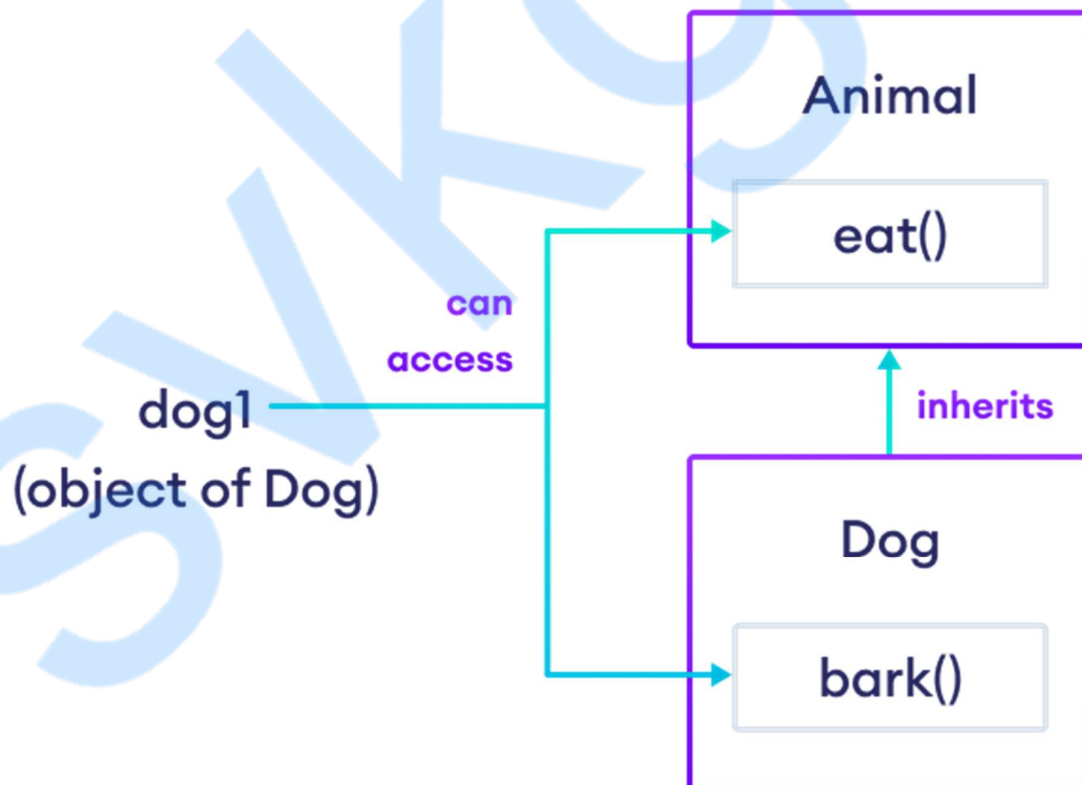 Animal
eat()
can
access
dog1
(object of Dog)
inherits
Dog
bark()